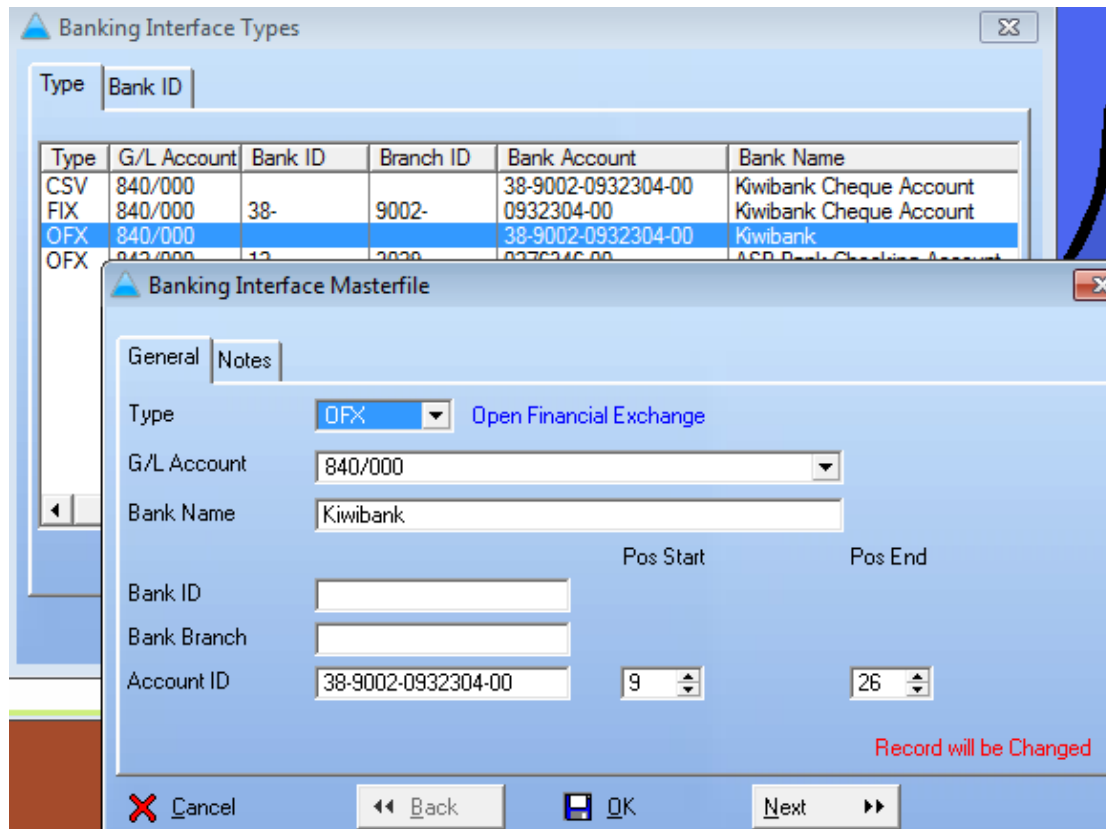 Banking Interface Types
Type Bank ID
Type G/L Account Bank ID Branch ID Bank Account Bank Name
CSV 840/000 38-9002-0932304-00 Kiwibank Cheque Account
FIX 840/000 38- 9002- 0932304-00 Kiwibank Cheque Account
OFX 840/000 38-9002-0932304-00 Kiwibank
OFX
Banking Interface Masterfile
General Notes
Type OFX Open Financial Exchange
G/L Account 840/000
Bank Name Kiwibank
Pos Start Pos End
Bank ID
Bank Branch
Account ID 38-9002-0932304-00 9 26
Record will be Changed
Cancel Back OK Next